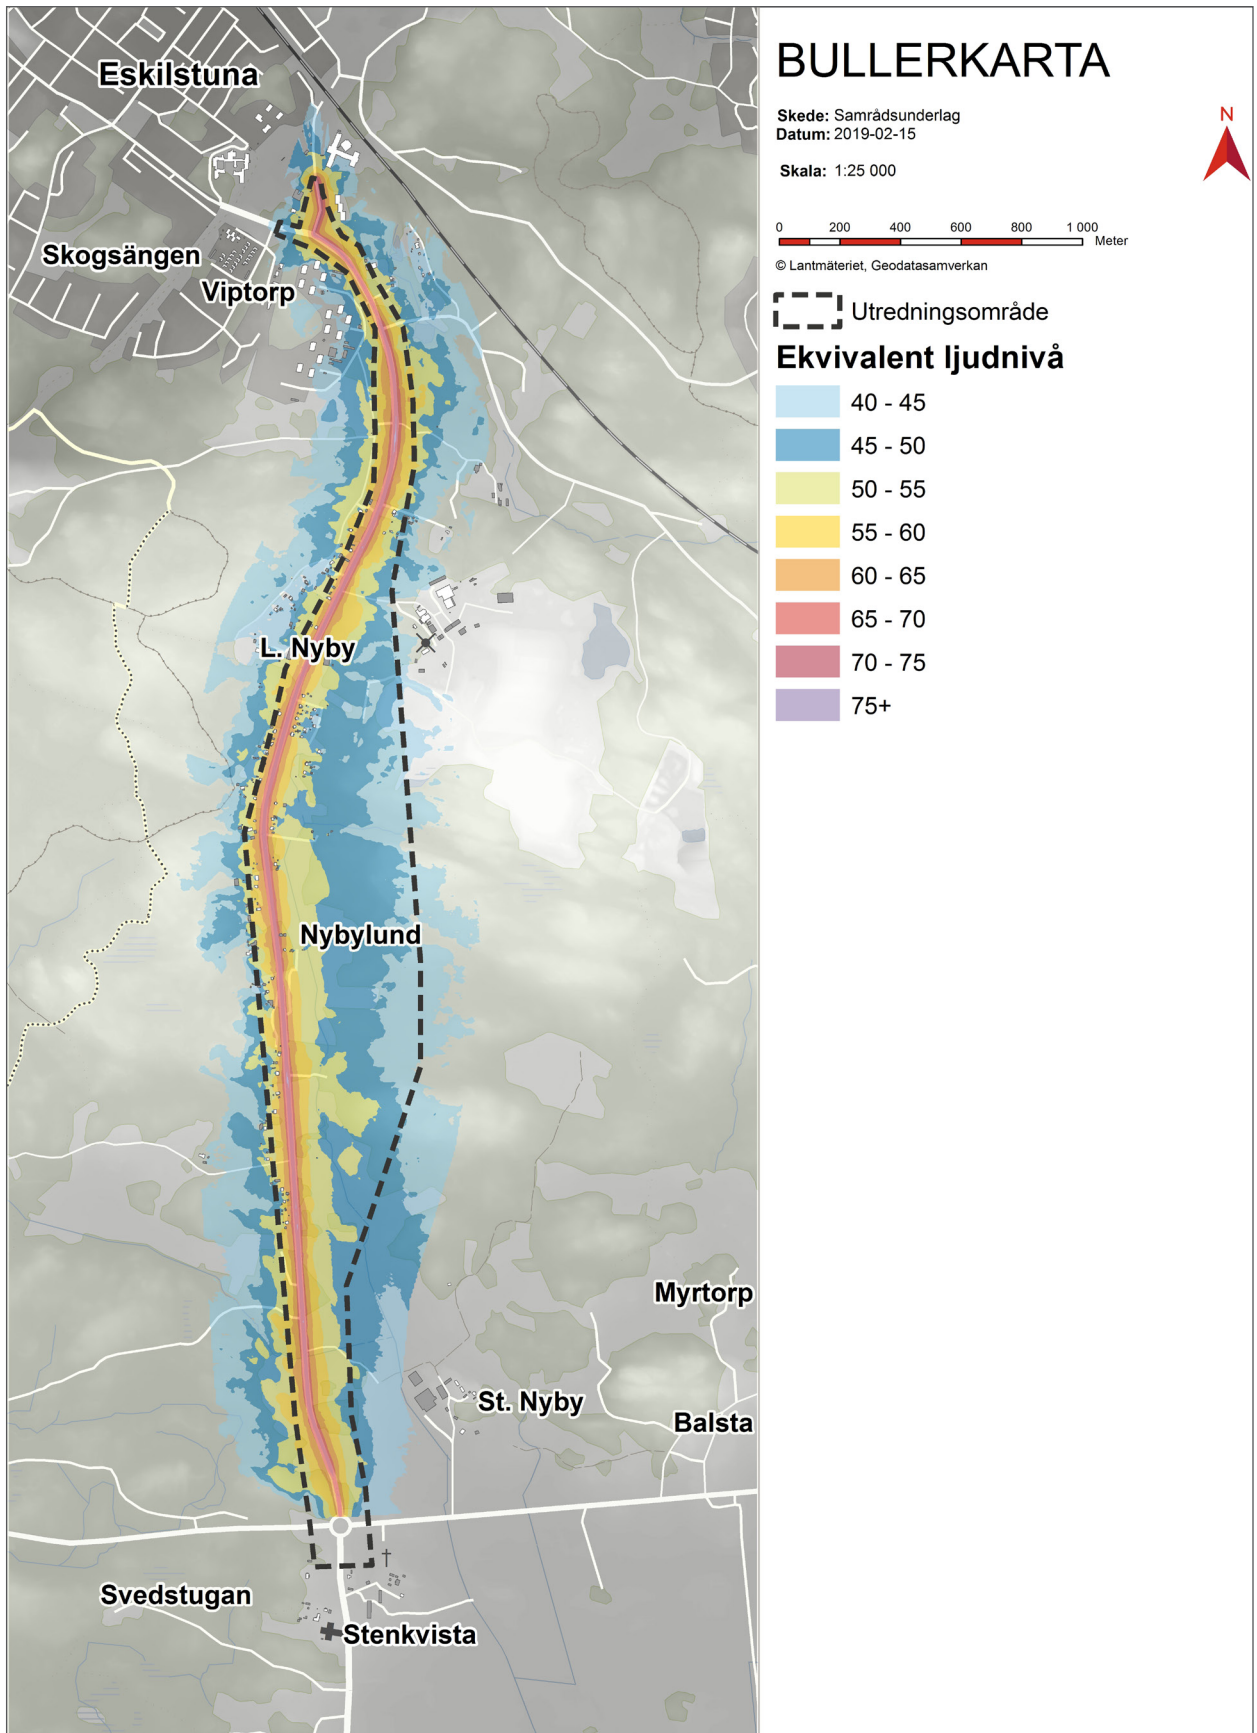 BULLERKARTA
Skede: Samrådsunderlag
Datum: 2019-02-15
Skala: 1:25 000
N
0 200 400 600 800 1 000
Meter
© Lantmäteriet, Geodatasamverkan
Utredningsområde
Ekvivalent ljudnivå
40 - 45
45 - 50
50 - 55
55 - 60
60 - 65
65 - 70
70 - 75
75+
Eskilstuna
Skogsängen
Viptorp
L. Nyby
Nybylund
Myrtorp
St. Nyby
Balsta
Svedstugan
Stenkvista